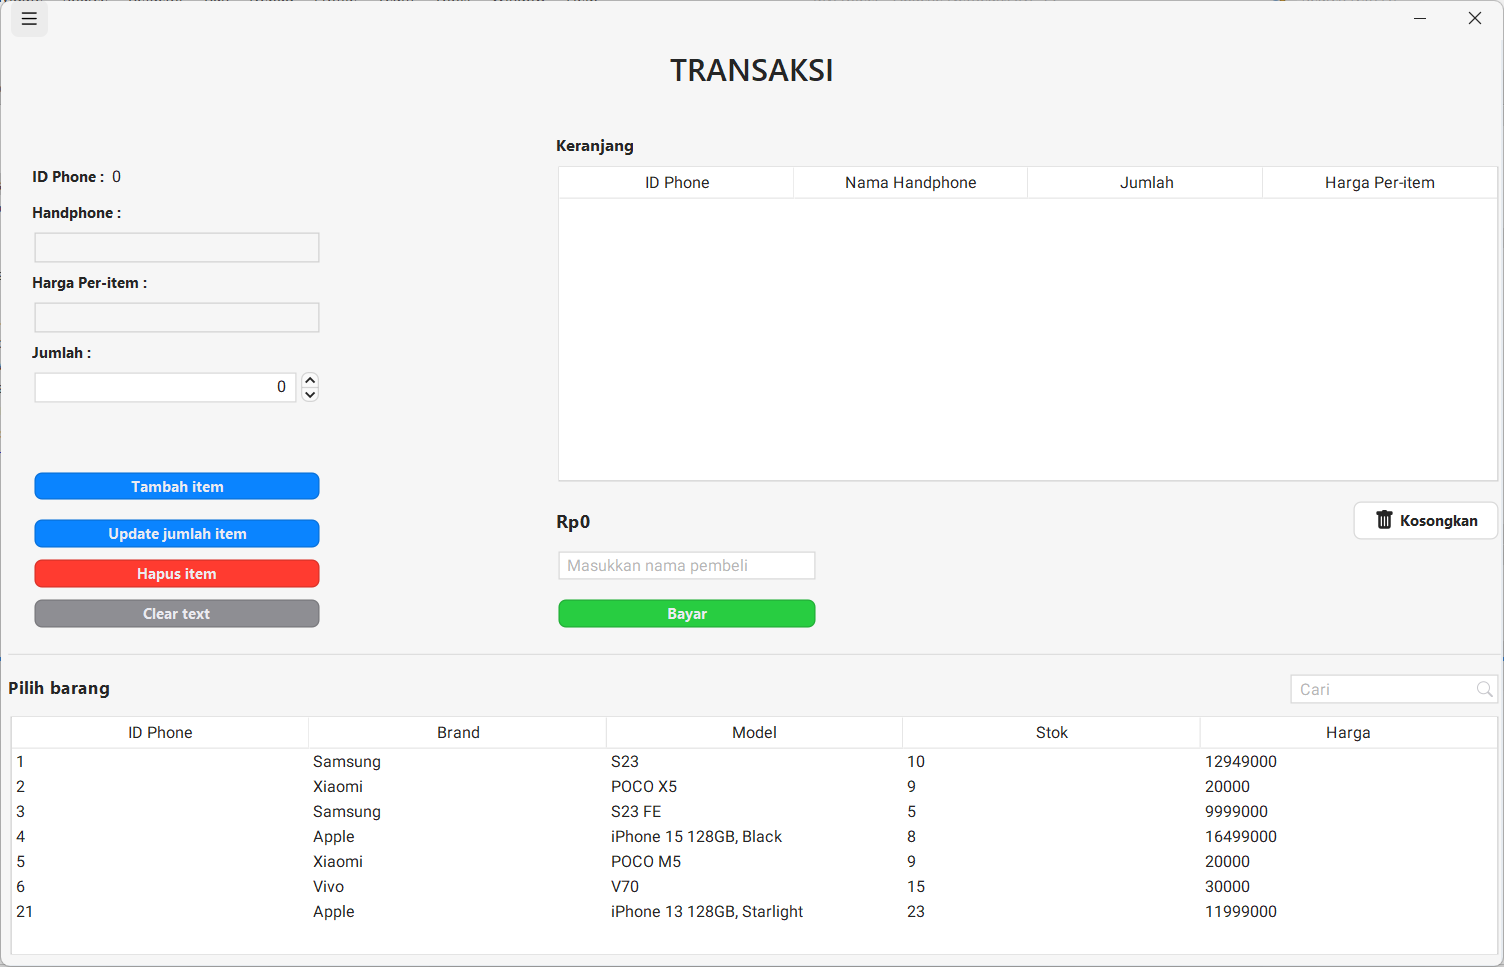 TRANSAKSI
ID Phone : 0
Handphone :
Harga Per-item :
Jumlah :
0
Tambah item
Update jumlah item
Hapus item
Clear text
Keranjang
ID Phone Nama Handphone Jumlah Harga Per-item
Rp0
Kosongkan
Masukkan nama pembeli
Bayar
Pilih barang
Cari
ID Phone Brand Model Stok Harga
1 Samsung S23 10 12949000
2 Xiaomi POCO X5 9 20000
3 Samsung S23 FE 5 9999000
4 Apple iPhone 15 128GB, Black 8 16499000
5 Xiaomi POCO M5 9 20000
6 Vivo V70 15 30000
21 Apple iPhone 13 128GB, Starlight 23 11999000